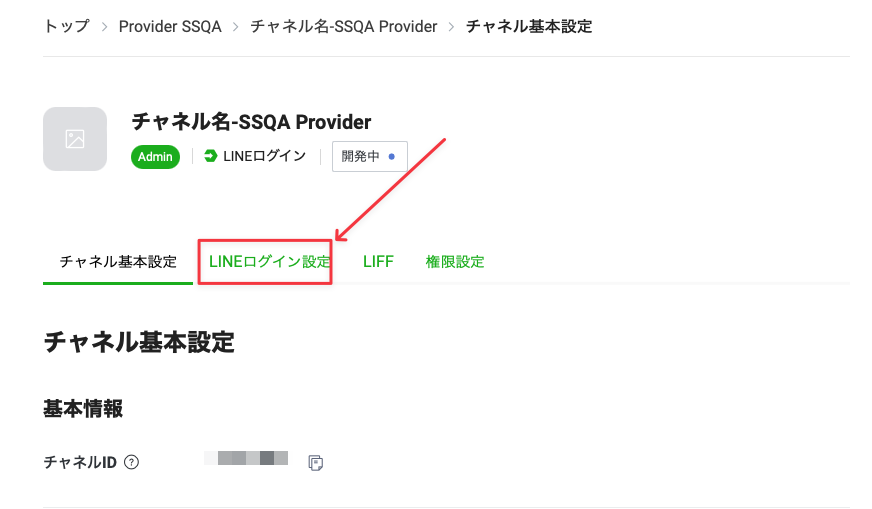 トップ > Provider SSQA > チャネル名-SSQA Provider > チャネル基本設定
チャネル名-SSQA Provider
Admin LINEログイン 開発中
チャネル基本設定 LINEログイン設定 LIFF 権限設定
チャネル基本設定
基本情報
チャネルID ?